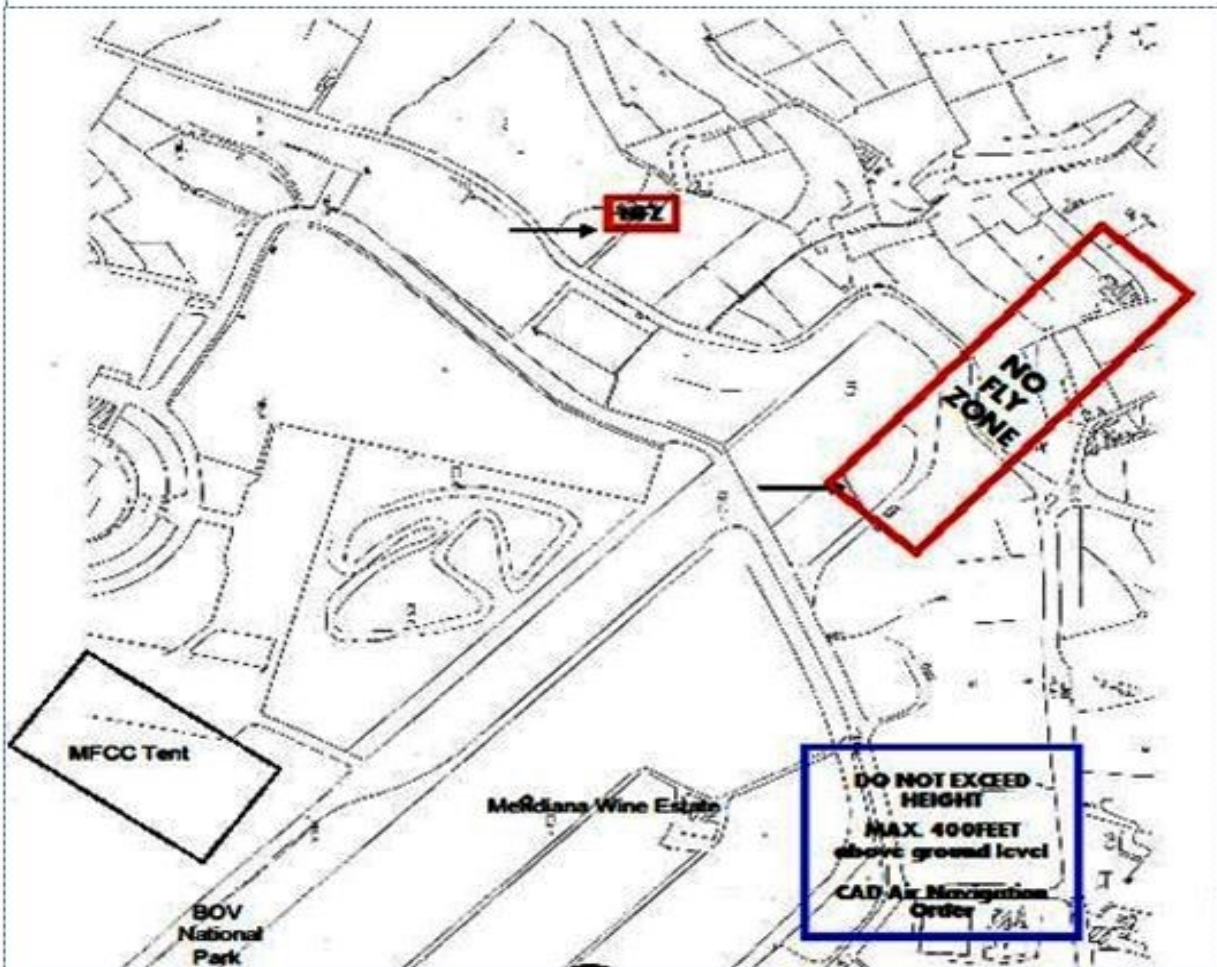 NFZ
NO
FLY
ZONE
MFCC Tent
Meridiana Wine Estate
DO NOT EXCEED
HEIGHT
MAX. 400FEET
above ground level
CAD Air Navigation
Order
BOV
National
Park